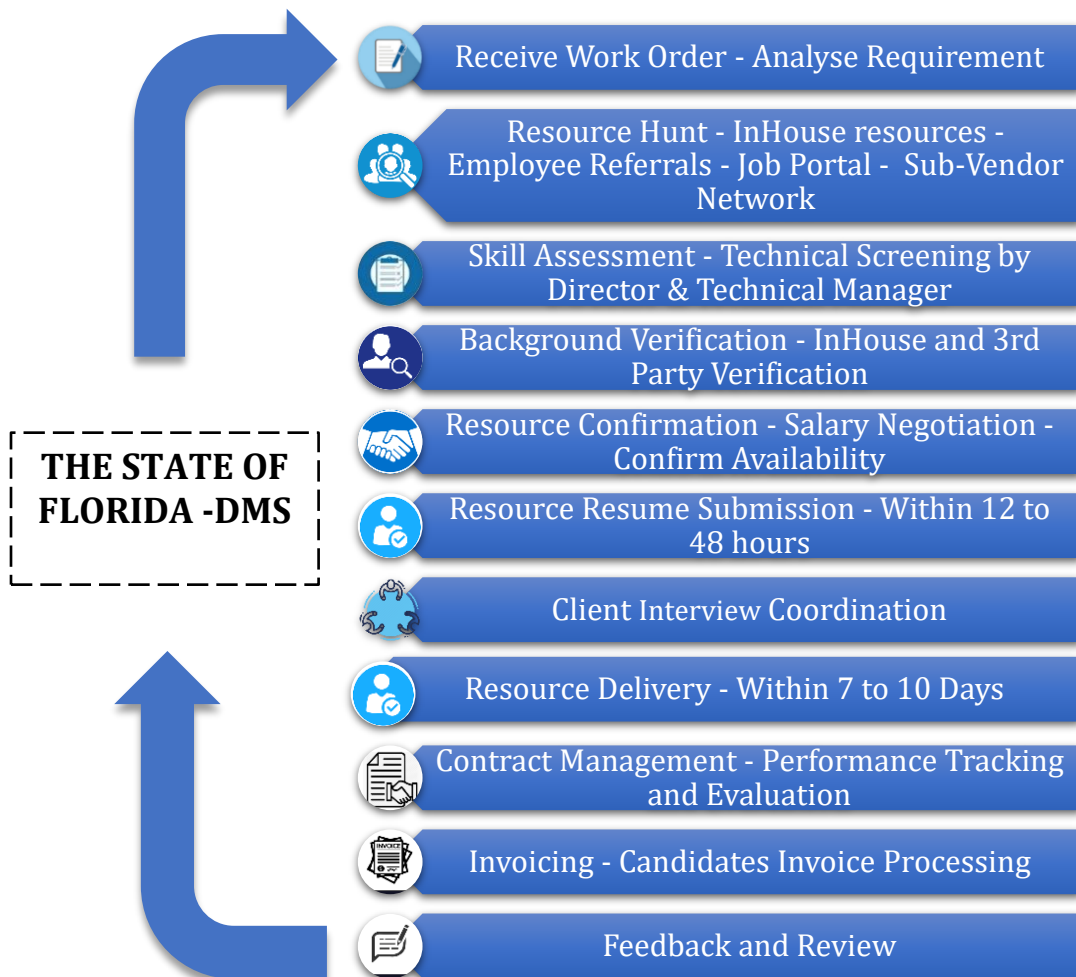 Receive Work Order - Analyse Requirement
Resource Hunt - InHouse resources -
Employee Referrals - Job Portal - Sub-Vendor
Network
Skill Assessment - Technical Screening by
Director & Technical Manager
Background Verification - InHouse and 3rd
Party Verification
Resource Confirmation - Salary Negotiation -
Confirm Availability
THE STATE OF
FLORIDA -DMS
Resource Resume Submission - Within 12 to
48 hours
Client Interview Coordination
Resource Delivery - Within 7 to 10 Days
Contract Management - Performance Tracking
and Evaluation
INVOICE
Invoicing - Candidates Invoice Processing
Feedback and Review